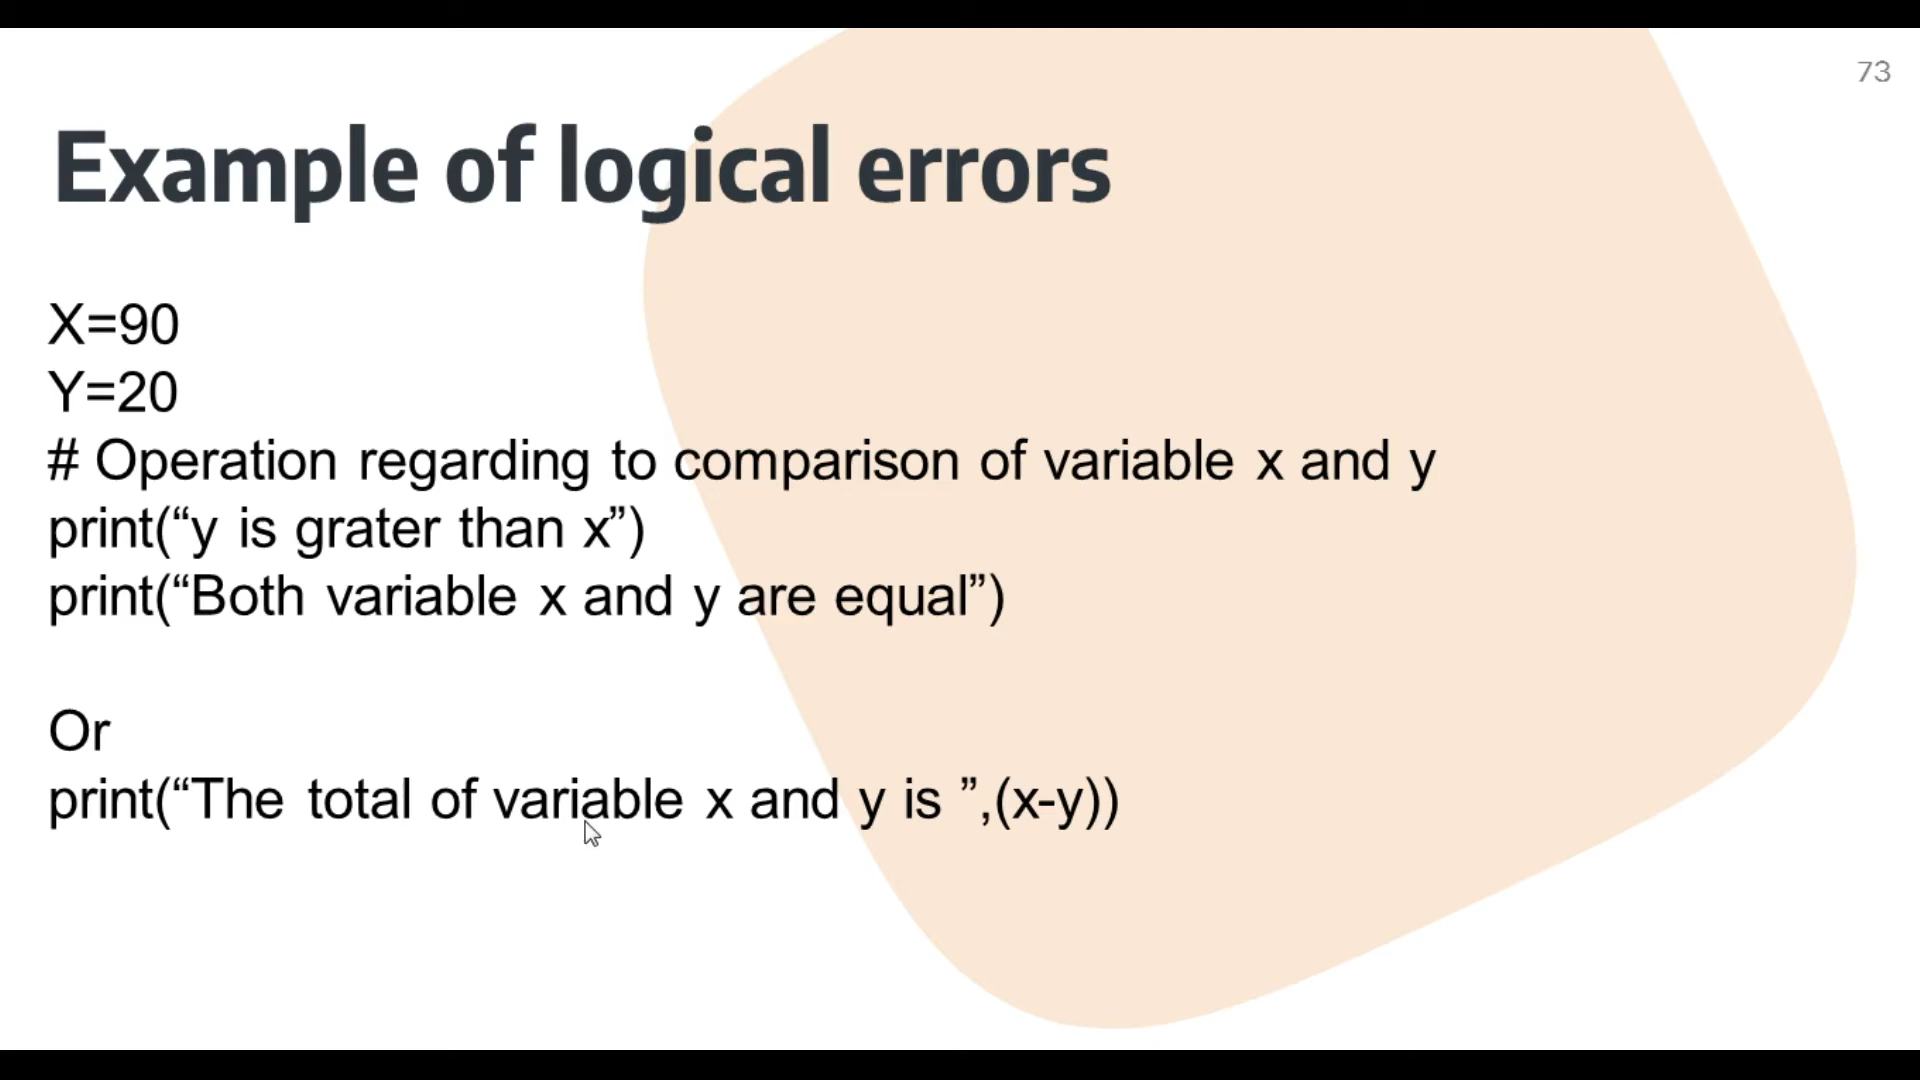 73
Example of logical errors
X=90
Y=20
# Operation regarding to comparison of variable x and y
print(“y is grater than x”)
print(“Both variable x and y are equal”)
Or
print(“The total of variable x and y is ”,(x-y))